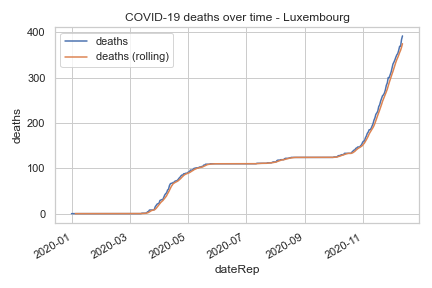 COVID-19 deaths over time - Luxembourg
deaths
deaths (rolling)
400
300
200
100
0
deaths
2020-01
2020-03
2020-05
2020-07
2020-09
2020-11
dateRep